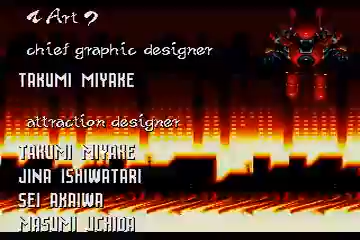 Art
chief graphic designer
TAKUMI MIYAKE
attraction designer
TAKUMI MIYAKE
JINA ISHIWATARI
SEI AKAIWA
MASUMI UCHIDA